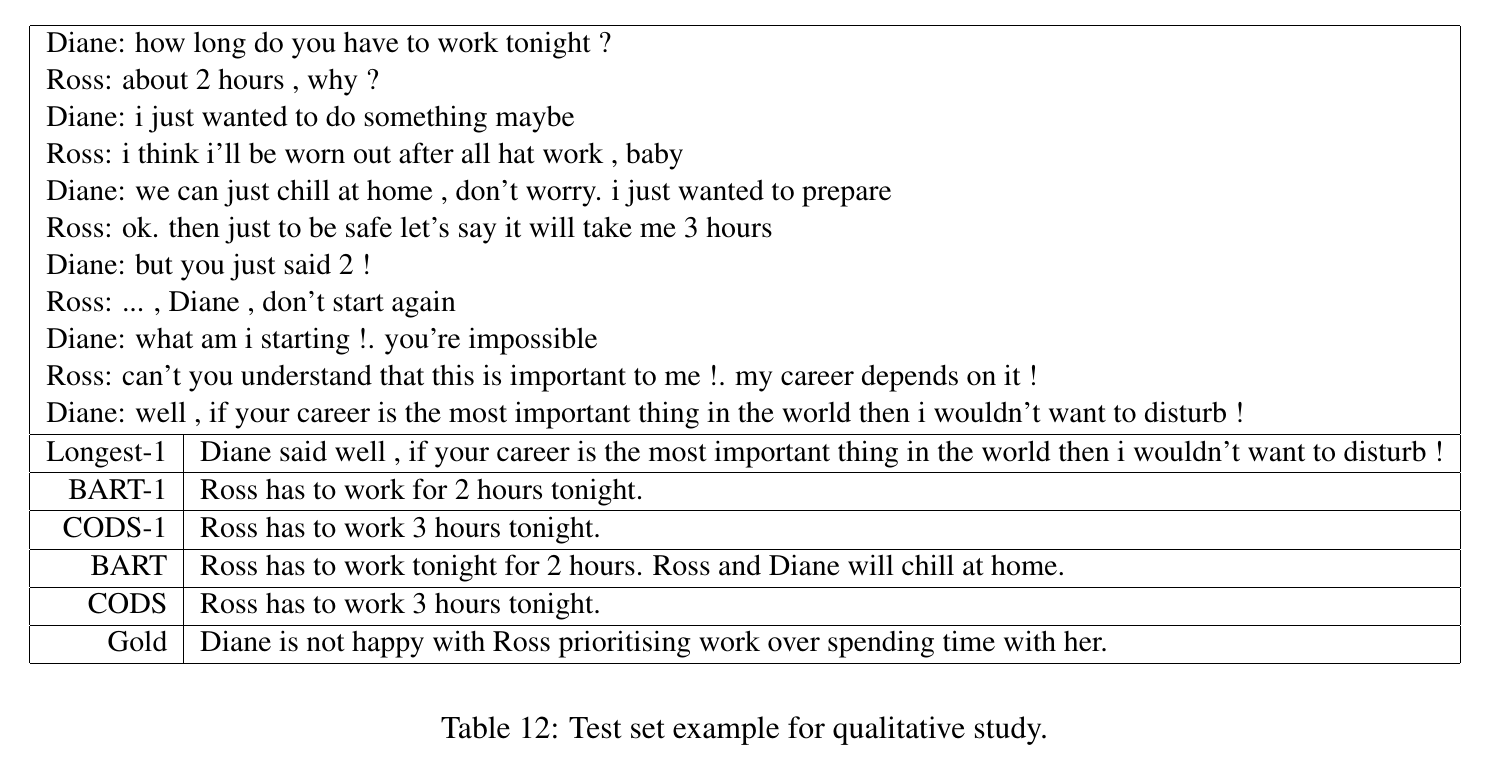 Diane: how long do you have to work tonight ?
Ross: about 2 hours , why ?
Diane: i just wanted to do something maybe
Ross: i think i'll be worn out after all hat work , baby
Diane: we can just chill at home , don't worry. i just wanted to prepare
Ross: ok. then just to be safe let's say it will take me 3 hours
Diane: but you just said 2 !
Ross: ... , Diane , don't start again
Diane: what am i starting !. you're impossible
Ross: can't you understand that this is important to me !. my career depends on it !
Diane: well , if your career is the most important thing in the world then i wouldn't want to disturb !
Longest-1 Diane said well , if your career is the most important thing in the world then i wouldn't want to disturb !
BART-1 Ross has to work for 2 hours tonight.
CODS-1 Ross has to work 3 hours tonight.
BART Ross has to work tonight for 2 hours. Ross and Diane will chill at home.
CODS Ross has to work 3 hours tonight.
Gold Diane is not happy with Ross prioritising work over spending time with her.
Table 12: Test set example for qualitative study.